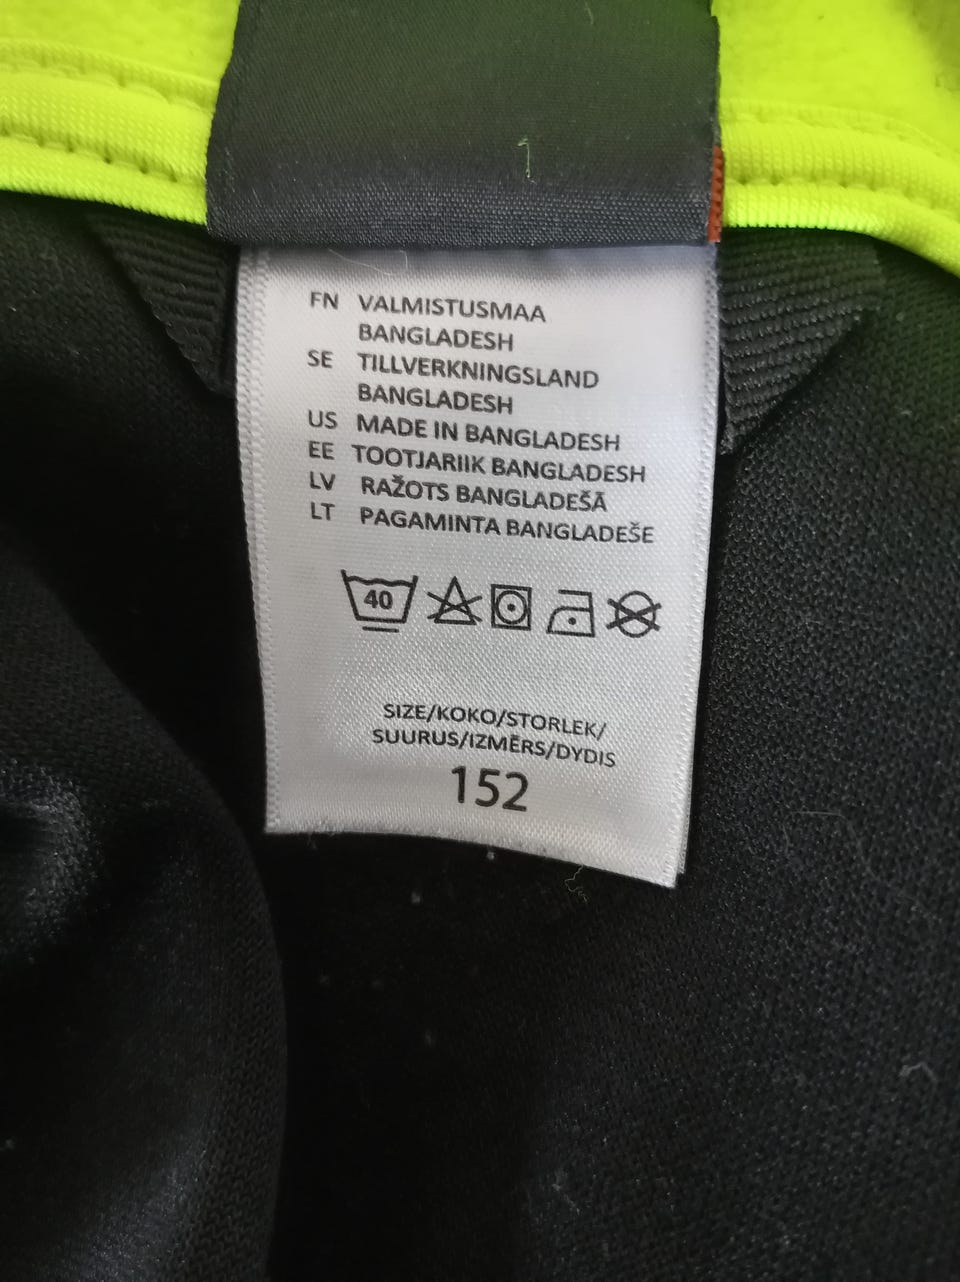 FN VALMISTUSMAA
BANGLADESH
SE TILLVERKNINGSLAND
BANGLADESH
US MADE IN BANGLADESH
EE TOOTJARIIK BANGLADESH
LV RAŽOTS BANGLADEŠĀ
LT PAGAMINTA BANGLADEŠE
40
SIZE/KOKO/STORLEK/
SUURUS/IZMĒRS/DYDIS
152